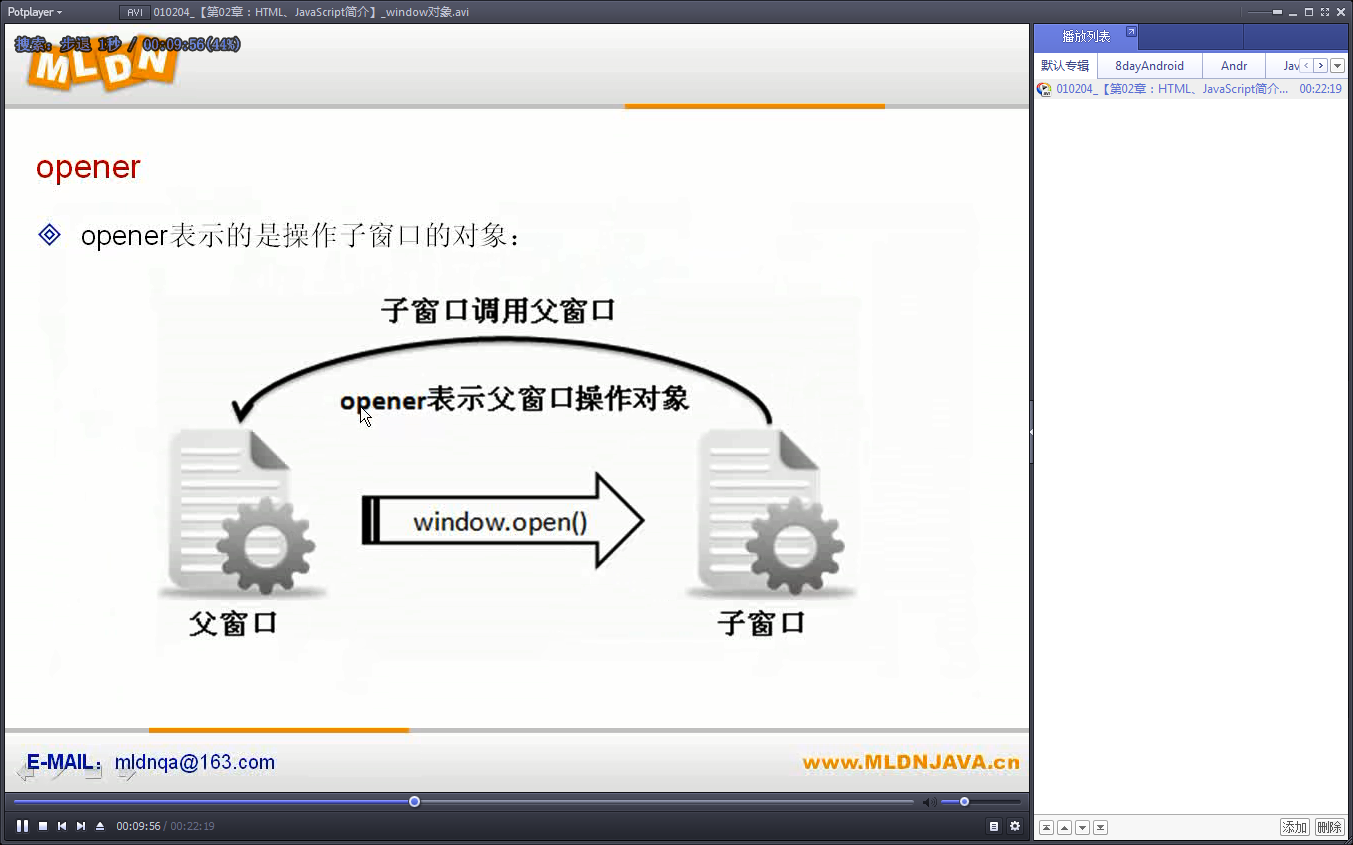 Potplayer
AVI 010204_【第02章：HTML、JavaScript简介】_window对象.avi
搜索: 步退 1秒 / 00:09:56(44%)
MLDN
opener
opener表示的是操作子窗口的对象：
子窗口调用父窗口
opener表示父窗口操作对象
window.open()
父窗口
子窗口
E-MAIL：mldnqa@163.com
www.MLDNJAVA.cn
00:09:56 / 00:22:19
播放列表
默认专辑 8dayAndroid Andr Jav
010204_【第02章：HTML、JavaScript简介... 00:22:19
添加 删除